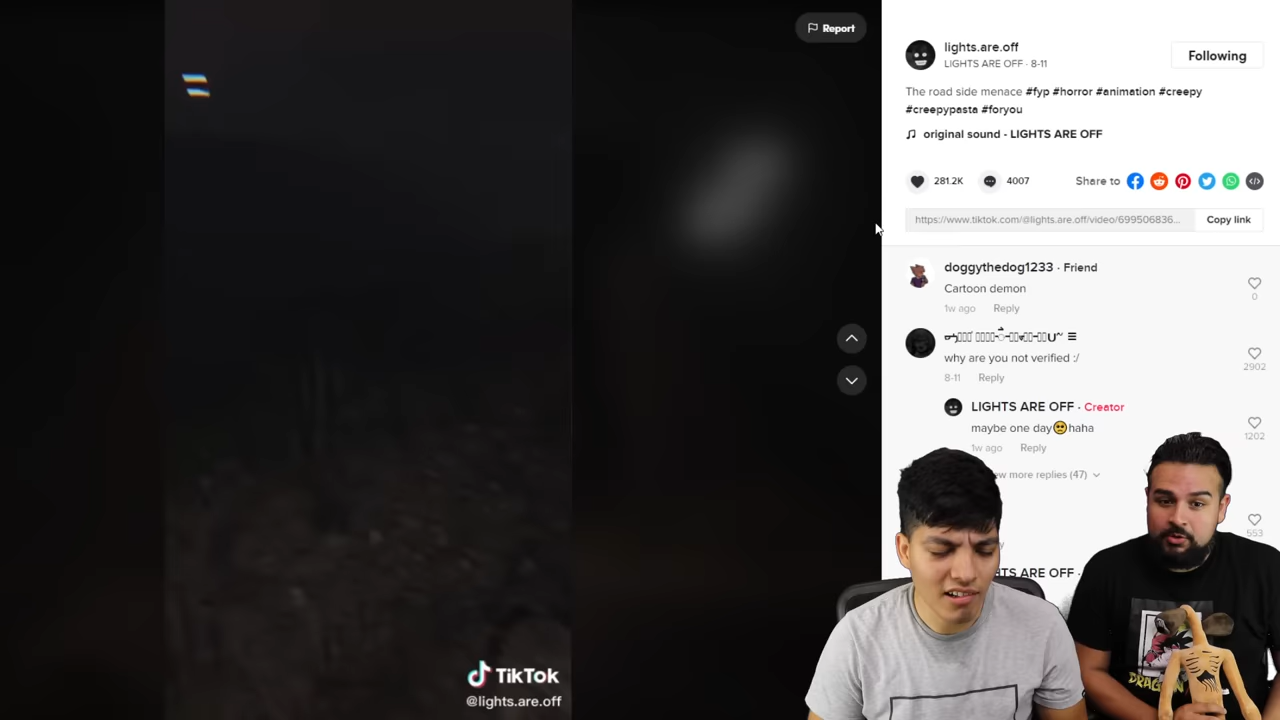 Report
lights.are.off
LIGHTS ARE OFF · 8-11
Following
The road side menace #fyp #horror #animation #creepy
#creepypasta #foryou
original sound - LIGHTS ARE OFF
281.2K
4007
Share to
https://www.tiktok.com/@lights.are.off/video/699506836...
Copy link
doggythedog1233 · Friend
Cartoon demon
1w ago Reply
0
why are you not verified :/
8-11 Reply
2902
LIGHTS ARE OFF · Creator
maybe one day🥺haha
1w ago Reply
1202
more replies (47)
553
ARE OFF ·
TikTok
@lights.are.off